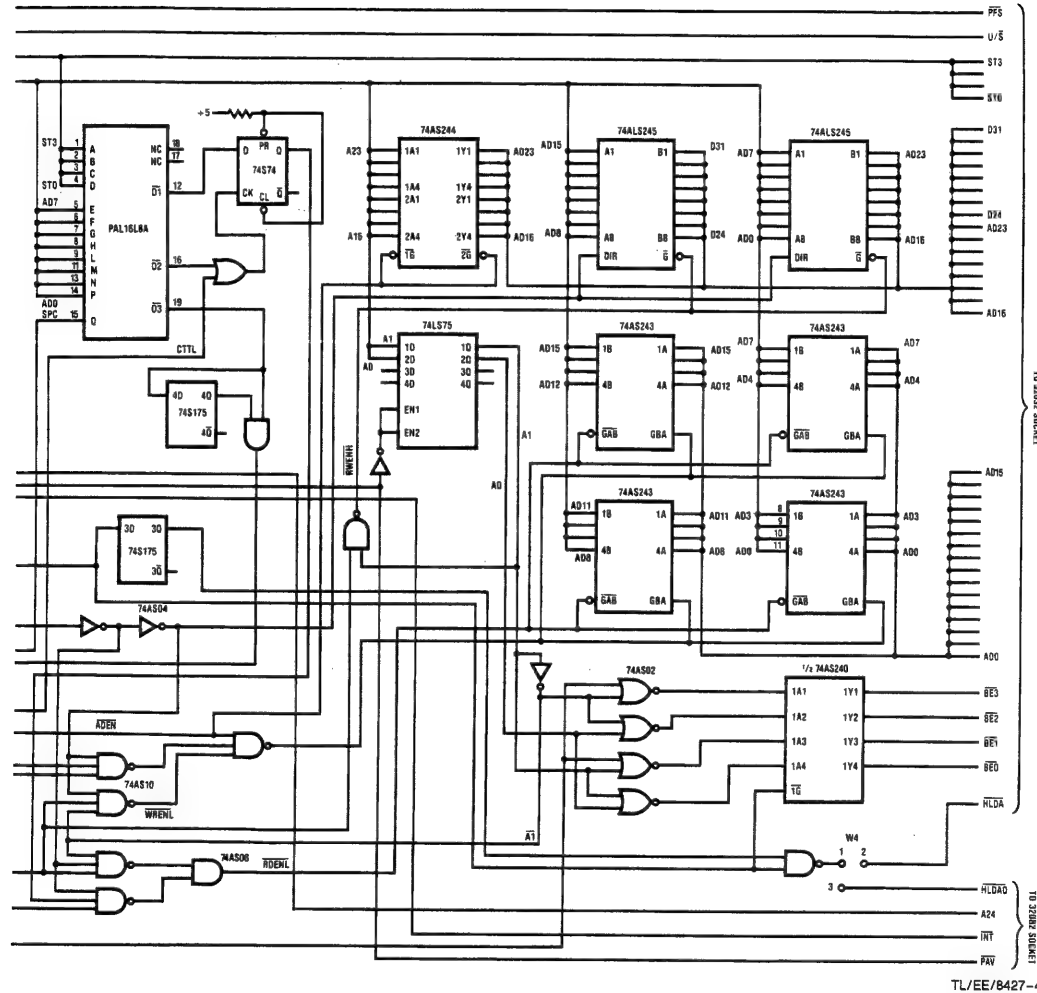 PFS
U/S
ST3
ST0
+5
ST3
ST0
1
2
3
4
A
B
C
D
NC 18
NC 17
D1
12
AD7
5
6
7
8
9
11
13
14
E
F
G
H
L
M
N
P
PAL16L8A
D2
16
D3
19
AD0
SPC
15
Q
D
PR
Q
74S74
CK
CL
Q
74AS244
A23
1A1
1Y1
AD23
1A4
1Y4
2A1
2Y1
A16
2A4
2Y4
AD16
1G
2G
74ALS245
AD15
A1
B1
D31
AD8
A8
B8
D24
DIR
G
74ALS245
AD7
A1
B1
AD23
AD0
A8
B8
AD16
DIR
G
D31
D24
AD23
AD16
CTTL
4D
4Q
74S175
4Q
74LS75
A1
A0
1D
1Q
2D
2Q
3D
3Q
4D
4Q
EN1
EN2
RWENH
A1
A0
74AS243
AD15
1B
1A
AD15
AD12
4B
4A
AD12
GAB
GBA
74AS243
AD7
1B
1A
AD7
AD4
4B
4A
AD4
GAB
GBA
74AS243
AD11
1B
1A
AD11
AD8
4B
4A
AD8
GAB
GBA
74AS243
AD3
8
9
10
11
1B
1A
AD3
AD0
4B
4A
AD0
GAB
GBA
TO 32032 SOCKET
AD15
AD0
3D
3Q
74S175
3Q
74AS04
ADEN
74AS10
WRENL
74AS08
RDENL
A1
74AS02
1/2 74AS240
1A1
1Y1
BE3
1A2
1Y2
BE2
1A3
1Y3
BE1
1A4
1Y4
BE0
1G
HLDA
W4
1
2
3
HLDAO
A24
INT
PAV
TO 32082 SOCKET
TL/EE/8427-4